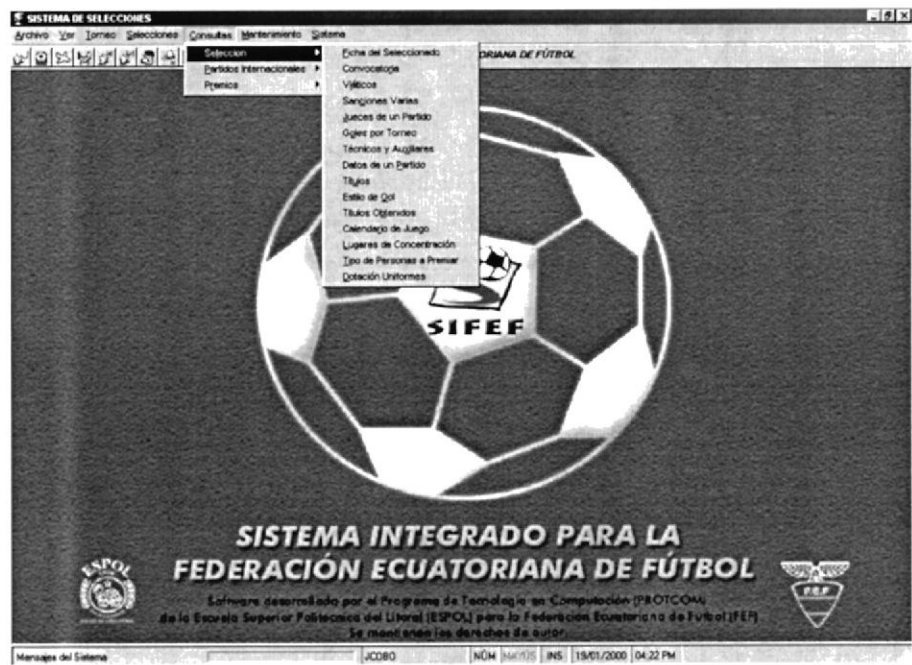 SISTEMA DE SELECCIONES
Archivo Ver Torneo Selecciones Consultas Mantenimiento Sistema
Seleccion
Partidos Internacionales
Premios
Ficha del Seleccionado
Convocatoria
Viáticos
Sanciones Varias
Jueces de un Partido
Goles por Torneo
Técnicos y Auxiliares
Datos de un Partido
Títulos
Estilo de Gol
Títulos Obtenidos
Calendario de Juego
Lugares de Concentración
Tipo de Personas a Premiar
Dotación Uniformes
ORIANA DE FÚTBOL
SIFEF
SISTEMA INTEGRADO PARA LA
FEDERACIÓN ECUATORIANA DE FÚTBOL
ESPOL
F.E.F
Software desarrollado por el Programa de Tecnología en Computación (PROTCOM)
de la Escuela Superior Politécnica del Litoral (ESPOL) para la Federación Ecuatoriana de Fútbol (FEF)
Se mantienen los derechos de autor
Mensajes del Sistema JCOBO NÚM MAYÚS INS 19/01/2000 04:22 PM